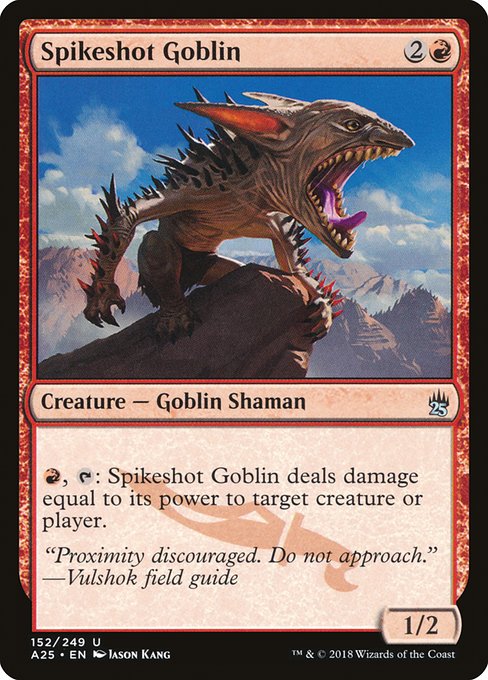 Spikeshot Goblin 2
Creature — Goblin Shaman
25
, : Spikeshot Goblin deals damage
equal to its power to target creature or
player.
“Proximity discouraged. Do not approach.”
—Vulshok field guide
1/2
152/249 U
A25 • EN Jason Kang
™ & © 2018 Wizards of the Coast